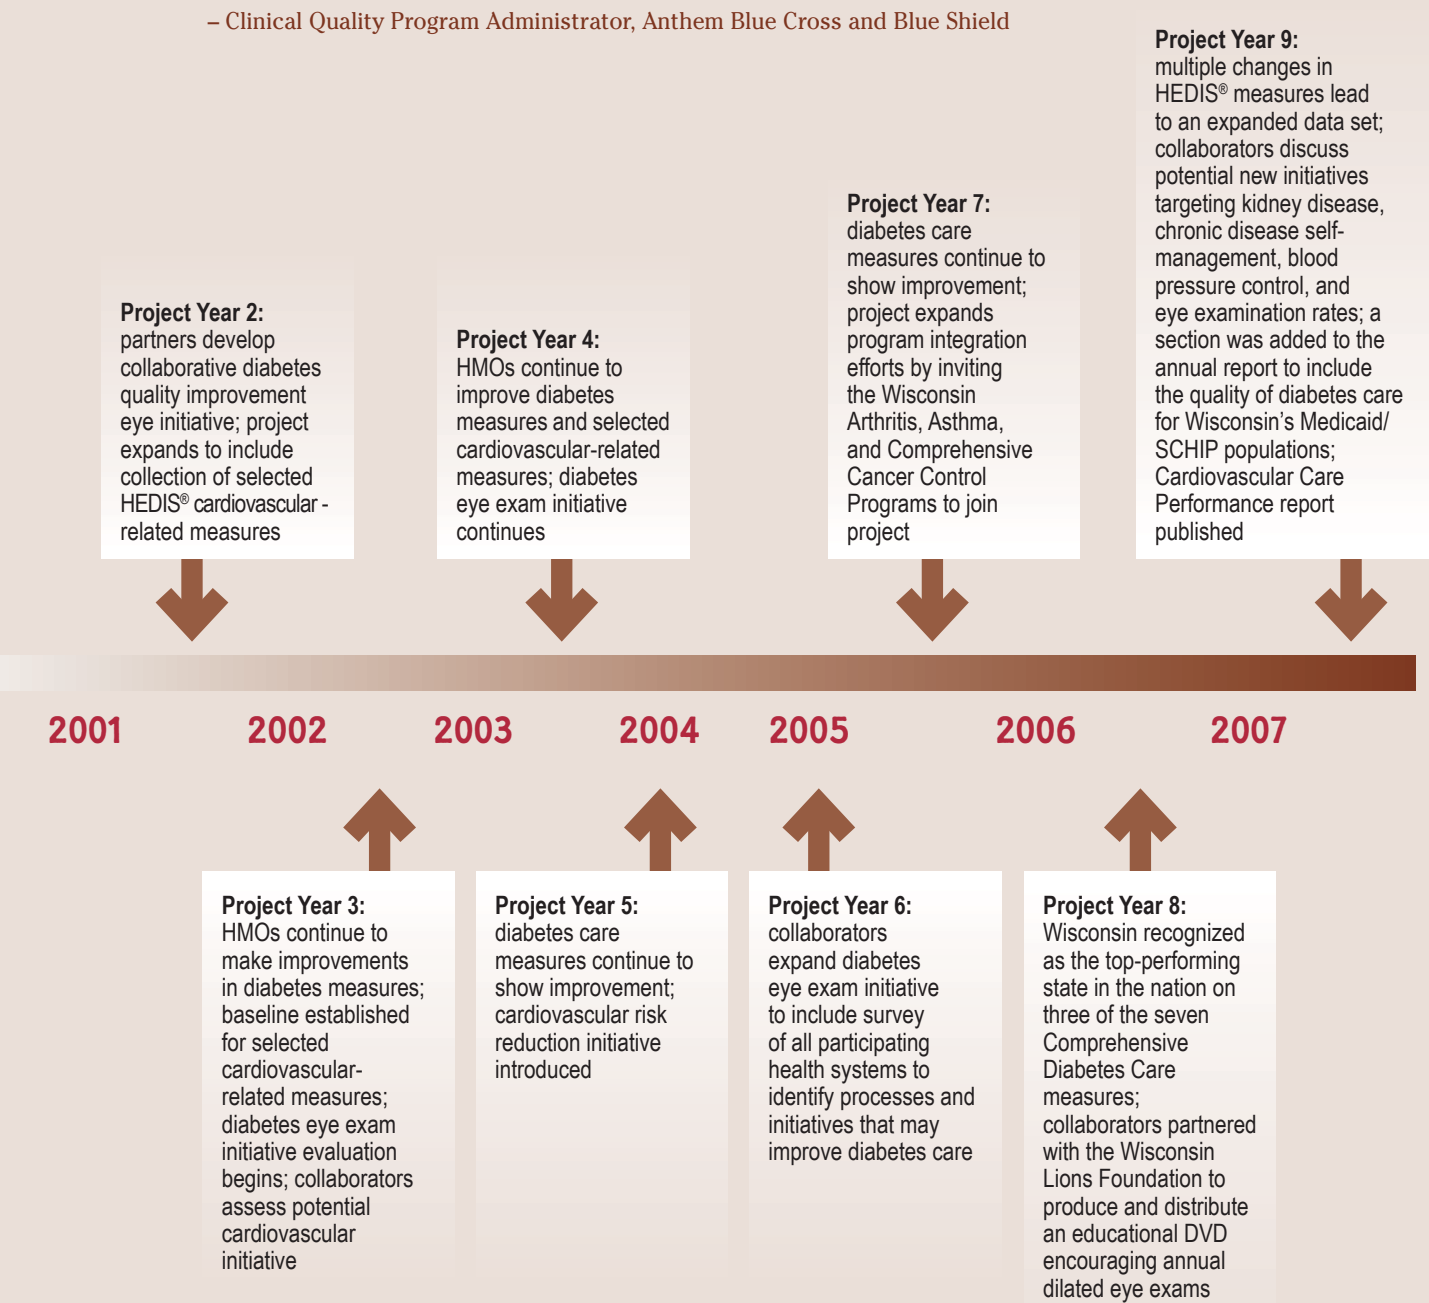 – Clinical Quality Program Administrator, Anthem Blue Cross and Blue Shield
Project Year 2:
partners develop
collaborative diabetes
quality improvement
eye initiative; project
expands to include
collection of selected
HEDIS® cardiovascular -
related measures
Project Year 4:
HMOs continue to
improve diabetes
measures and selected
cardiovascular-related
measures; diabetes
eye exam initiative
continues
Project Year 7:
diabetes care
measures continue to
show improvement;
project expands
program integration
efforts by inviting
the Wisconsin
Arthritis, Asthma,
and Comprehensive
Cancer Control
Programs to join
project
Project Year 9:
multiple changes in
HEDIS® measures lead
to an expanded data set;
collaborators discuss
potential new initiatives
targeting kidney disease,
chronic disease self-
management, blood
pressure control, and
eye examination rates; a
section was added to the
annual report to include
the quality of diabetes care
for Wisconsin's Medicaid/
SCHIP populations;
Cardiovascular Care
Performance report
published
2001 2002 2003 2004 2005 2006 2007
Project Year 3:
HMOs continue to
make improvements
in diabetes measures;
baseline established
for selected
cardiovascular-
related measures;
diabetes eye exam
initiative evaluation
begins; collaborators
assess potential
cardiovascular
initiative
Project Year 5:
diabetes care
measures continue to
show improvement;
cardiovascular risk
reduction initiative
introduced
Project Year 6:
collaborators
expand diabetes
eye exam initiative
to include survey
of all participating
health systems to
identify processes and
initiatives that may
improve diabetes care
Project Year 8:
Wisconsin recognized
as the top-performing
state in the nation on
three of the seven
Comprehensive
Diabetes Care
measures;
collaborators partnered
with the Wisconsin
Lions Foundation to
produce and distribute
an educational DVD
encouraging annual
dilated eye exams